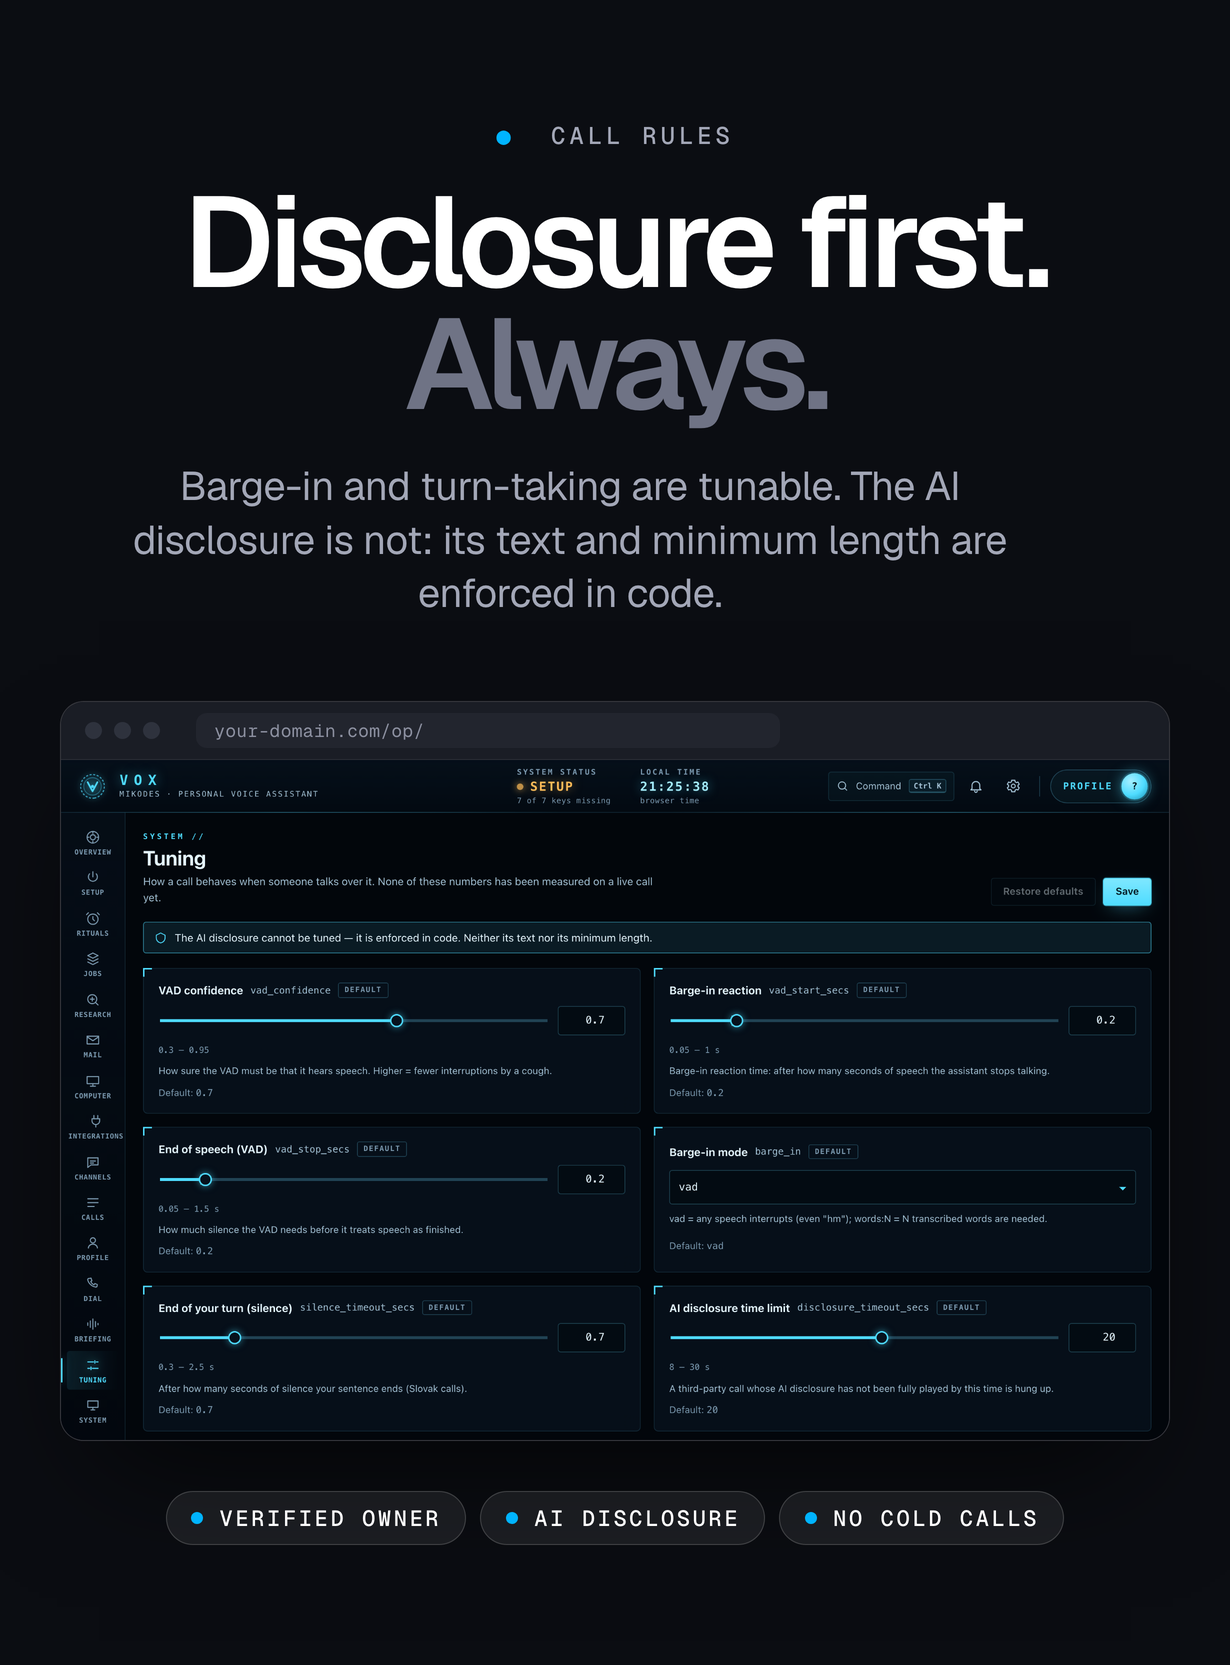 CALL RULES
Disclosure first.
Always.
Barge-in and turn-taking are tunable. The AI
disclosure is not: its text and minimum length are
enforced in code.
your-domain.com/op/
VOX
MIKODES · PERSONAL VOICE ASSISTANT
SYSTEM STATUS
SETUP
7 of 7 keys missing
LOCAL TIME
21:25:38
browser time
Command Ctrl K
PROFILE ?
OVERVIEW
SETUP
RITUALS
JOBS
RESEARCH
MAIL
COMPUTER
INTEGRATIONS
CHANNELS
CALLS
PROFILE
DIAL
BRIEFING
TUNING
SYSTEM
SYSTEM //
Tuning
How a call behaves when someone talks over it. None of these numbers has been measured on a live call
yet.
Restore defaults
Save
The AI disclosure cannot be tuned — it is enforced in code. Neither its text nor its minimum length.
VAD confidence vad_confidence DEFAULT
0.7
0.3 — 0.95
How sure the VAD must be that it hears speech. Higher = fewer interruptions by a cough.
Default: 0.7
Barge-in reaction vad_start_secs DEFAULT
0.2
0.05 — 1 s
Barge-in reaction time: after how many seconds of speech the assistant stops talking.
Default: 0.2
End of speech (VAD) vad_stop_secs DEFAULT
0.2
0.05 — 1.5 s
How much silence the VAD needs before it treats speech as finished.
Default: 0.2
Barge-in mode barge_in DEFAULT
vad
vad = any speech interrupts (even "hm"); words:N = N transcribed words are needed.
Default: vad
End of your turn (silence) silence_timeout_secs DEFAULT
0.7
0.3 — 2.5 s
After how many seconds of silence your sentence ends (Slovak calls).
Default: 0.7
AI disclosure time limit disclosure_timeout_secs DEFAULT
20
8 — 30 s
A third-party call whose AI disclosure has not been fully played by this time is hung up.
Default: 20
VERIFIED OWNER
AI DISCLOSURE
NO COLD CALLS